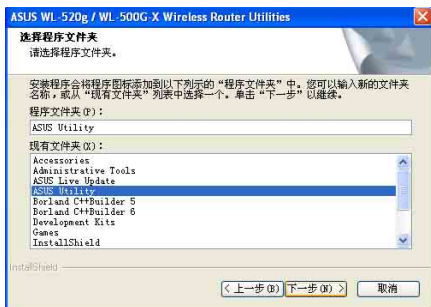 ASUS WL-520g / WL-500G-X Wireless Router Utilities
选择程序文件夹
请选择程序文件夹。
安装程序会将程序图标添加到以下列示的“程序文件夹”中。您可以输入新的文件夹
名称，或从“现有文件夹”列表中选择一个。单击“下一步”以继续。
程序文件夹(P)：
ASUS Utility
现有文件夹(X)：
Accessories
Administrative Tools
ASUS Live Update
ASUS Utility
Borland C++Builder 5
Borland C++Builder 6
Development Kits
Games
InstallShield
InstallShield
< 上一步(B) 下一步(N) > 取消